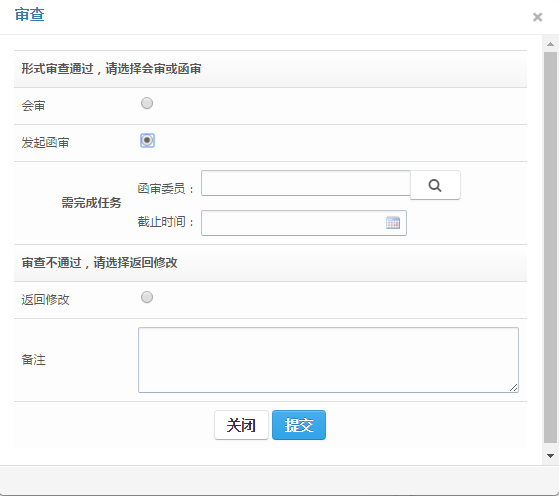 审查
形式审查通过，请选择会审或函审
会审
发起函审
需完成任务
函审委员：
截止时间：
审查不通过，请选择返回修改
返回修改
备注
关闭 提交